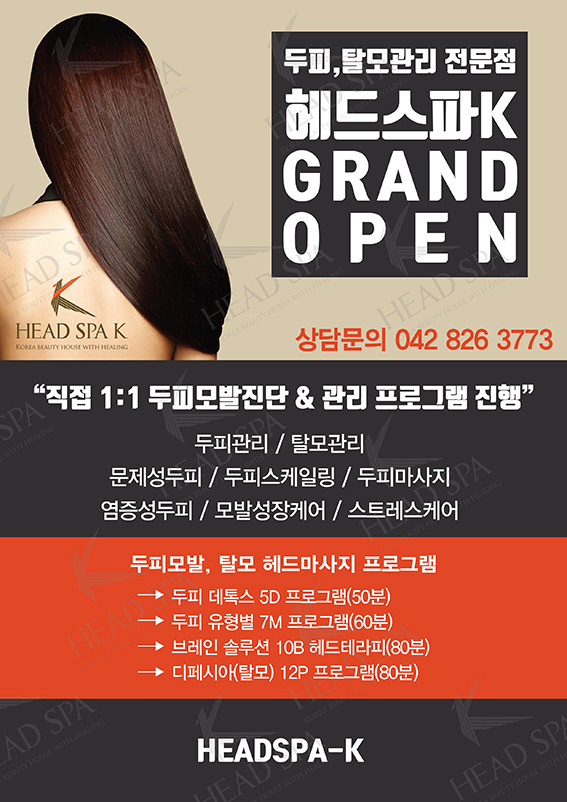 두피,탈모관리 전문점
헤드스파K
GRAND
OPEN
HEAD SPA K
KOREA BEAUTY HOUSE WITH HEALING
상담문의 042 826 3773
“직접 1:1 두피모발진단 & 관리 프로그램 진행”
두피관리 / 탈모관리
문제성두피 / 두피스케일링 / 두피마사지
염증성두피 / 모발성장케어 / 스트레스케어
두피모발, 탈모 헤드마사지 프로그램
→ 두피 데톡스 5D 프로그램(50분)
→ 두피 유형별 7M 프로그램(60분)
→ 브레인 솔루션 10B 헤드테라피(80분)
→ 디페시아(탈모) 12P 프로그램(80분)
HEADSPA-K